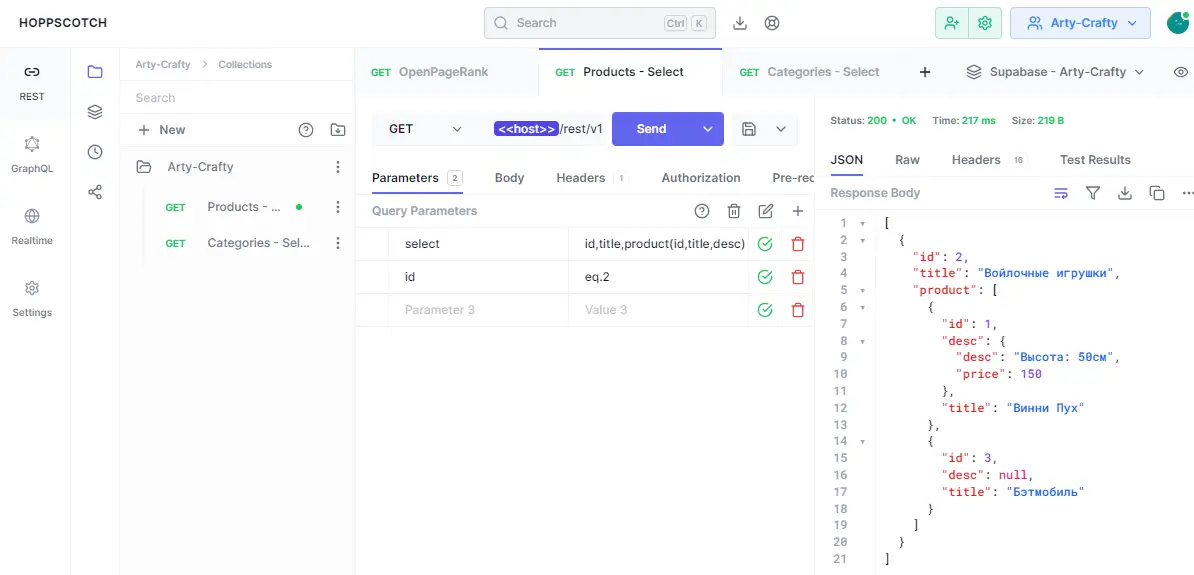 HOPPSCOTCH
Search Ctrl K
Arty-Crafty
REST
GraphQL
Realtime
Settings
Arty-Crafty > Collections
Search
New
Arty-Crafty
GET Products - ...
GET Categories - Sel...
GET OpenPageRank
GET Products - Select
GET Categories - Select
Supabase - Arty-Crafty
GET
<<host>>/rest/v1
Send
Parameters 2
Body
Headers 1
Authorization
Pre-rec
Query Parameters
select id,title,product(id,title,desc)
id eq.2
Parameter 3 Value 3
Status: 200 • OK Time: 217 ms Size: 219 B
JSON
Raw
Headers 16
Test Results
Response Body
1 [
2 {
3 "id": 2,
4 "title": "Войлочные игрушки",
5 "product": [
6 {
7 "id": 1,
8 "desc": {
9 "desc": "Высота: 50см",
10 "price": 150
11 },
12 "title": "Винни Пух"
13 },
14 {
15 "id": 3,
16 "desc": null,
17 "title": "Бэтмобиль"
18 }
19 ]
20 }
21 ]